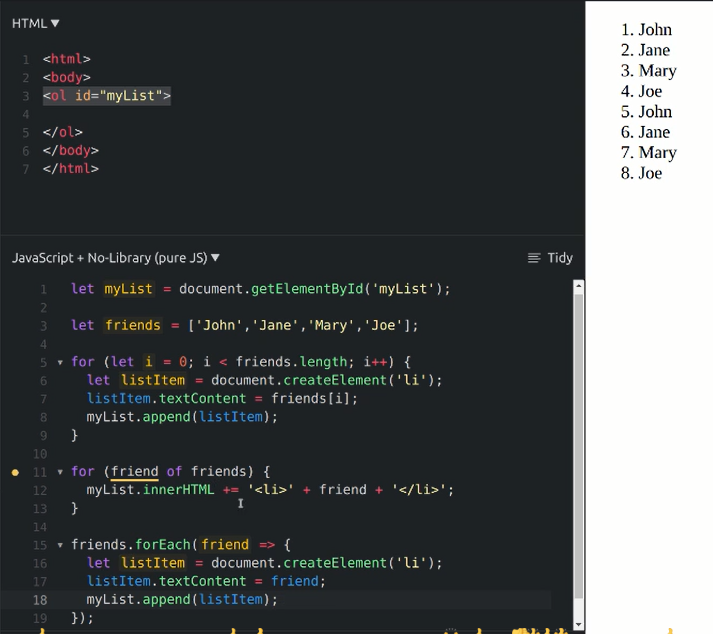 HTML ▼
1 <html>
2 <body>
3 <ol id="myList">
4
5 </ol>
6 </body>
7 </html>
JavaScript + No-Library (pure JS) ▼ Tidy
1 let myList = document.getElementById('myList');
2
3 let friends = ['John','Jane','Mary','Joe'];
4
5 for (let i = 0; i < friends.length; i++) {
6 let listItem = document.createElement('li');
7 listItem.textContent = friends[i];
8 myList.append(listItem);
9 }
10
11 for (friend of friends) {
12 myList.innerHTML += '<li>' + friend + '</li>';
13 }
14
15 friends.forEach(friend => {
16 let listItem = document.createElement('li');
17 listItem.textContent = friend;
18 myList.append(listItem);
19 });
1. John
2. Jane
3. Mary
4. Joe
5. John
6. Jane
7. Mary
8. Joe